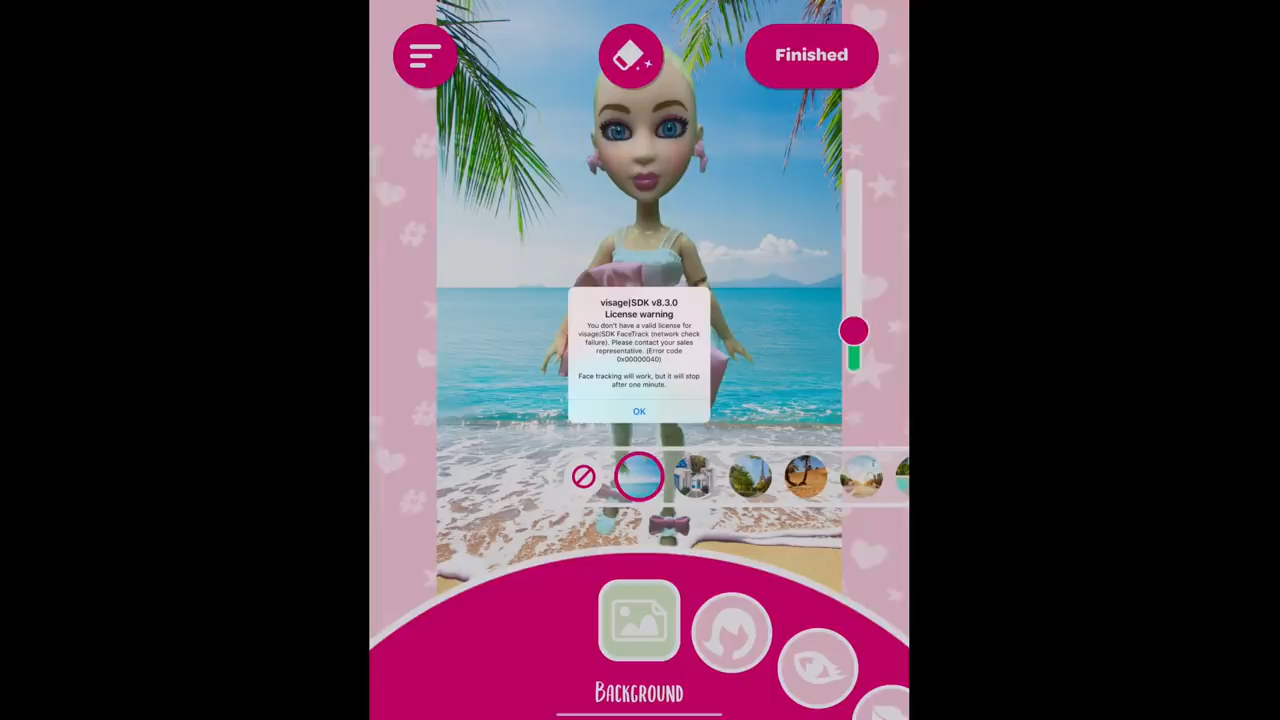 Finished
visage|SDK v8.3.0
License warning
You don't have a valid license for
visage|SDK FaceTrack (network check
failure). Please contact your sales
representative. (Error code
0x00000040)
Face tracking will work, but it will stop
after one minute.
OK
BACKGROUND